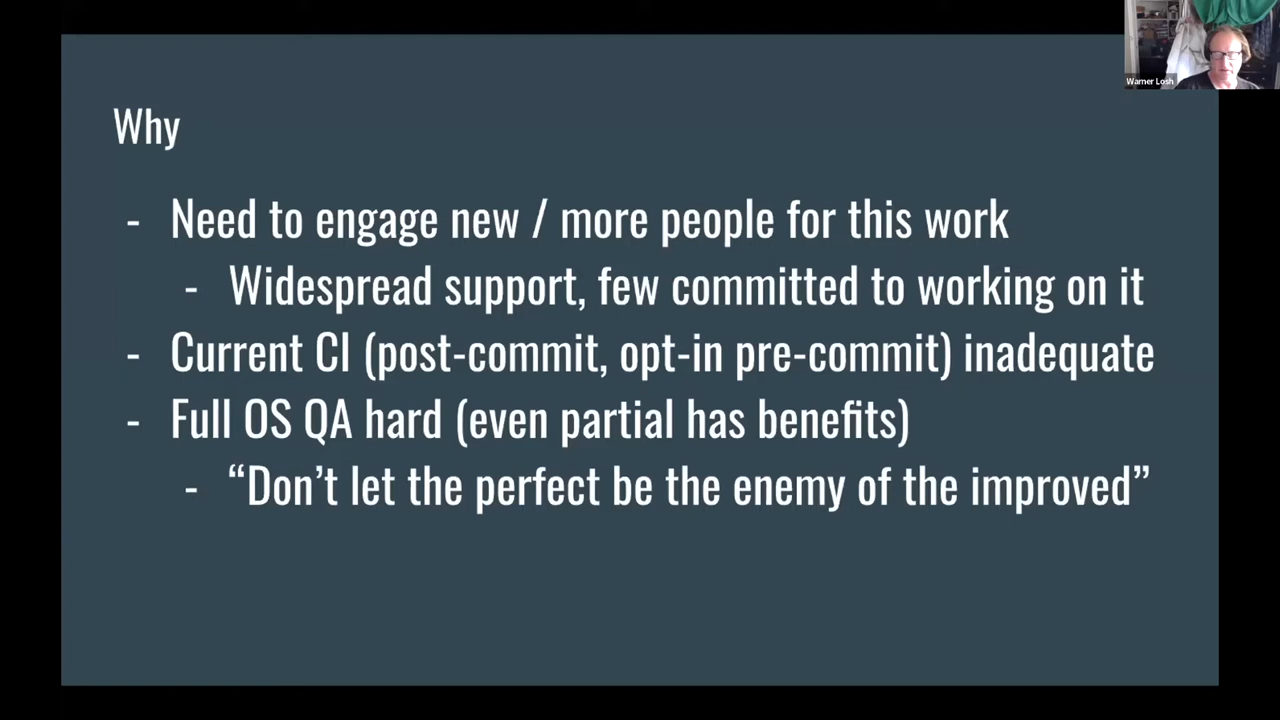 Warner Losh
Why
- Need to engage new / more people for this work
- Widespread support, few committed to working on it
- Current CI (post-commit, opt-in pre-commit) inadequate
- Full OS QA hard (even partial has benefits)
- “Don’t let the perfect be the enemy of the improved”